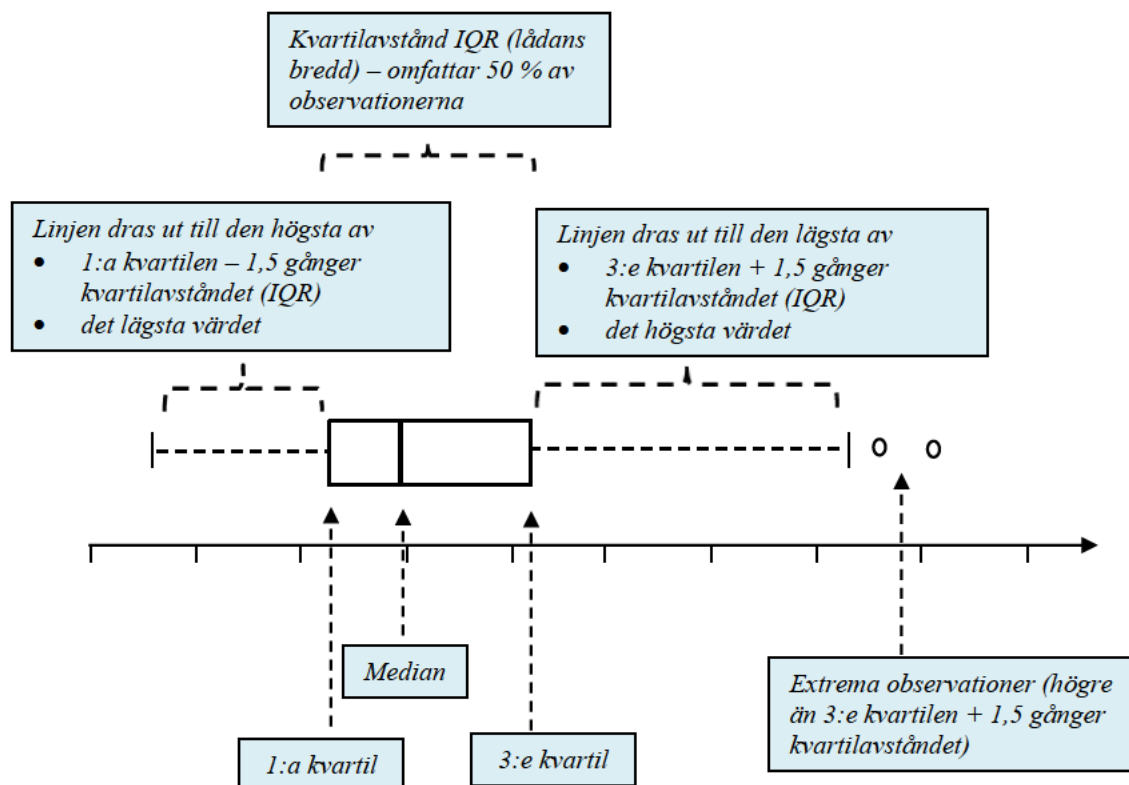 Kvartilavstånd IQR (lådans
bredd) – omfattar 50 % av
observationerna
Linjen dras ut till den högsta av
• 1:a kvartilen – 1,5 gånger
kvartilavståndet (IQR)
• det lägsta värdet
Linjen dras ut till den lägsta av
• 3:e kvartilen + 1,5 gånger
kvartilavståndet (IQR)
• det högsta värdet
Median
1:a kvartil
3:e kvartil
Extrema observationer (högre
än 3:e kvartilen + 1,5 gånger
kvartilavståndet)